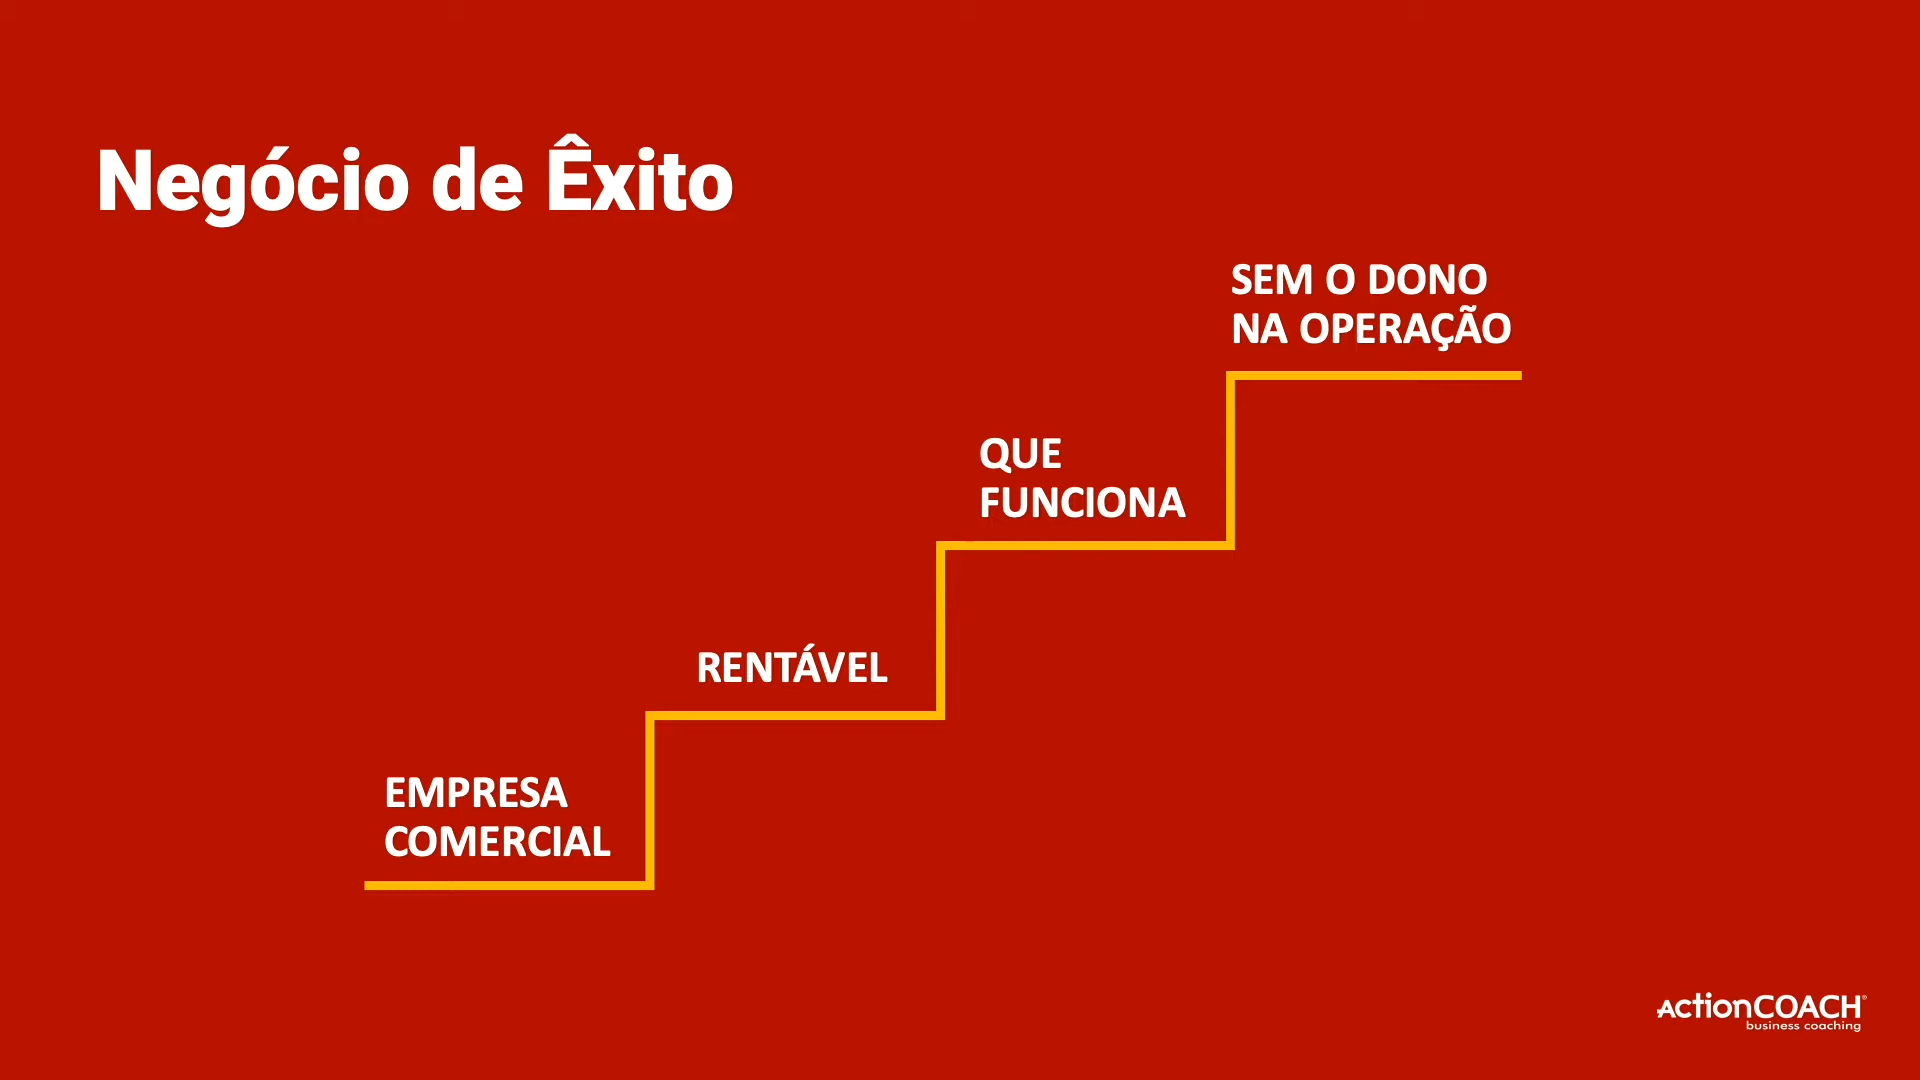 Negócio de Êxito
SEM O DONO
NA OPERAÇÃO
QUE
FUNCIONA
RENTÁVEL
EMPRESA
COMERCIAL
ActionCOACH®
business coaching